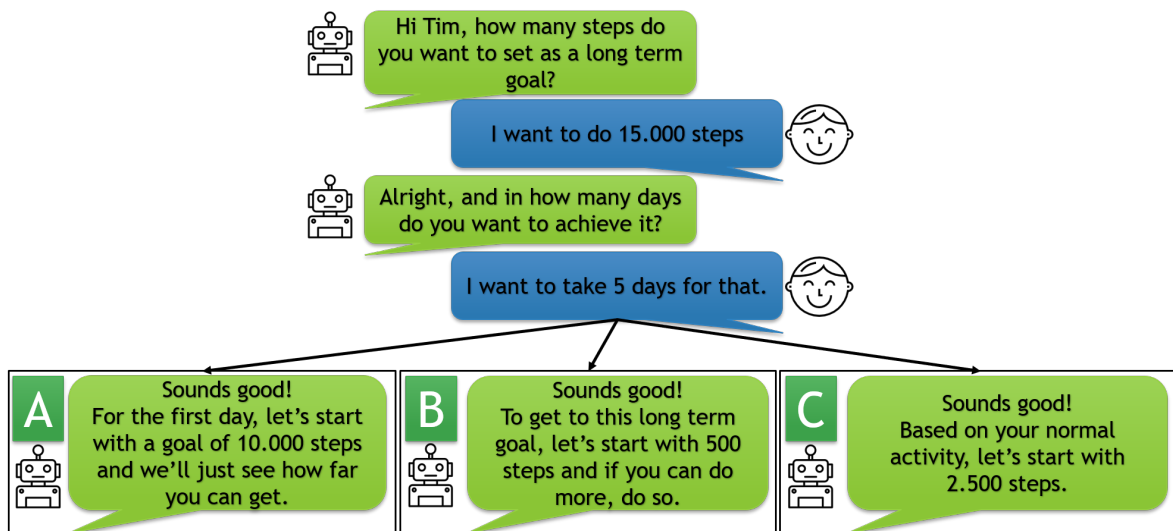 Hi Tim, how many steps do
you want to set as a long term
goal?
I want to do 15.000 steps
Alright, and in how many days
do you want to achieve it?
I want to take 5 days for that.
A
Sounds good!
For the first day, let's start
with a goal of 10.000 steps
and we'll just see how far
you can get.
B
Sounds good!
To get to this long term
goal, let's start with 500
steps and if you can do
more, do so.
C
Sounds good!
Based on your normal
activity, let's start with
2.500 steps.